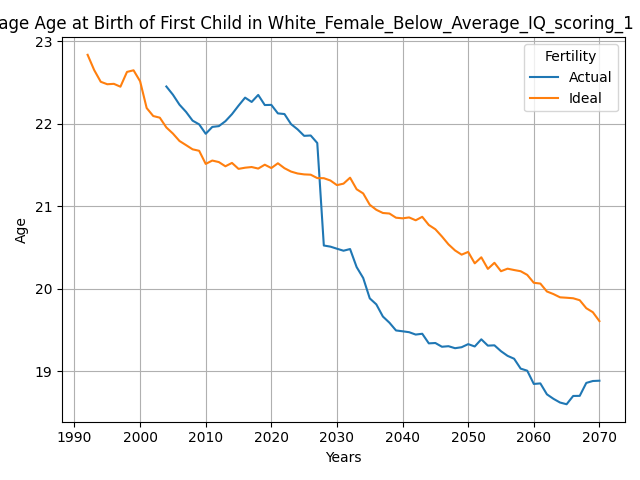 Age at Birth of First Child in White_Female_Below_Average_IQ_scoring_1
Fertility
Actual
Ideal
Age
23
22
21
20
19
1990 2000 2010 2020 2030 2040 2050 2060 2070
Years